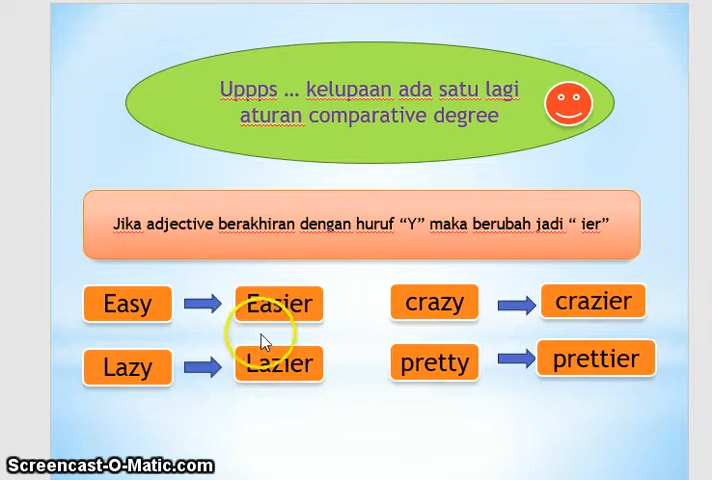 Uppps ... kelupaan ada satu lagi
aturan comparative degree
Jika adjective berakhiran dengan huruf “Y” maka berubah jadi “ ier”
Easy
Easier
crazy
crazier
Lazy
Lazier
pretty
prettier
Screencast-O-Matic.com